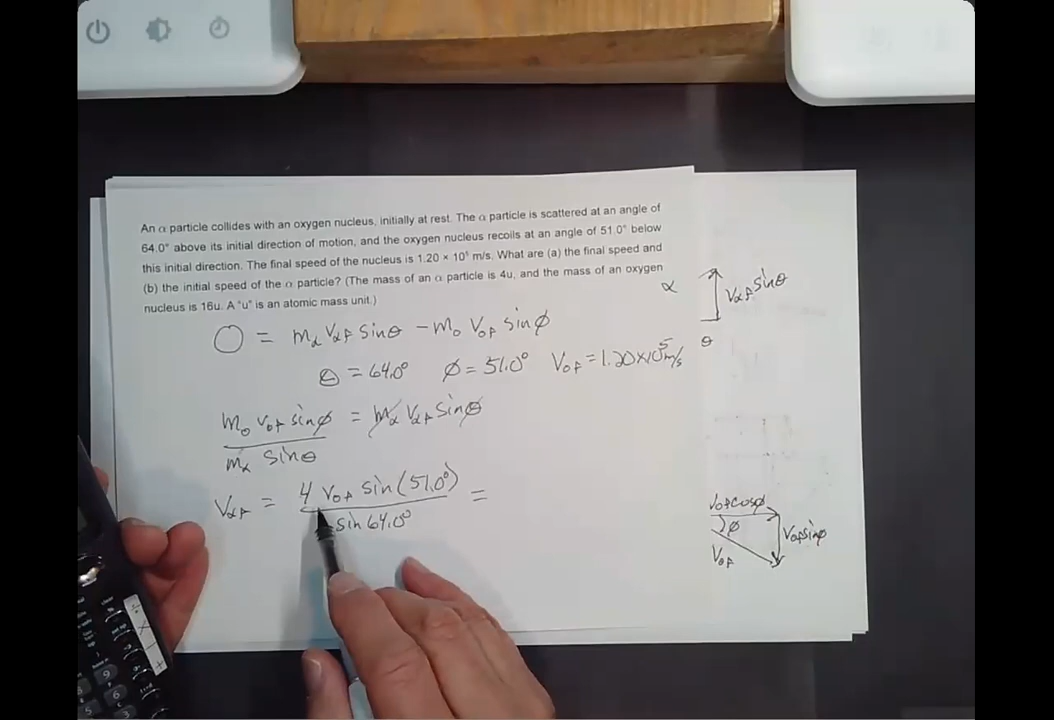 An α particle collides with an oxygen nucleus, initially at rest. The α particle is scattered at an angle of
64.0° above its initial direction of motion, and the oxygen nucleus recoils at an angle of 51.0° below
this initial direction. The final speed of the nucleus is 1.20 × 10⁵ m/s. What are (a) the final speed and
(b) the initial speed of the α particle? (The mass of an α particle is 4u, and the mass of an oxygen
nucleus is 16u. A "u" is an atomic mass unit.)
O = mα Vαf sinθ - mo Vof sinϕ
θ = 64.0° ϕ = 51.0° Vof = 1.20×10⁵ m/s
mo Vof sinϕ = mα Vαf sinθ
mα sinθ
Vαf = 4 Vof sin(51.0°) =
sin 64.0°
α
Vαf sinθ
θ
Vof cosϕ
ϕ
Vof sinϕ
Vof
9
6